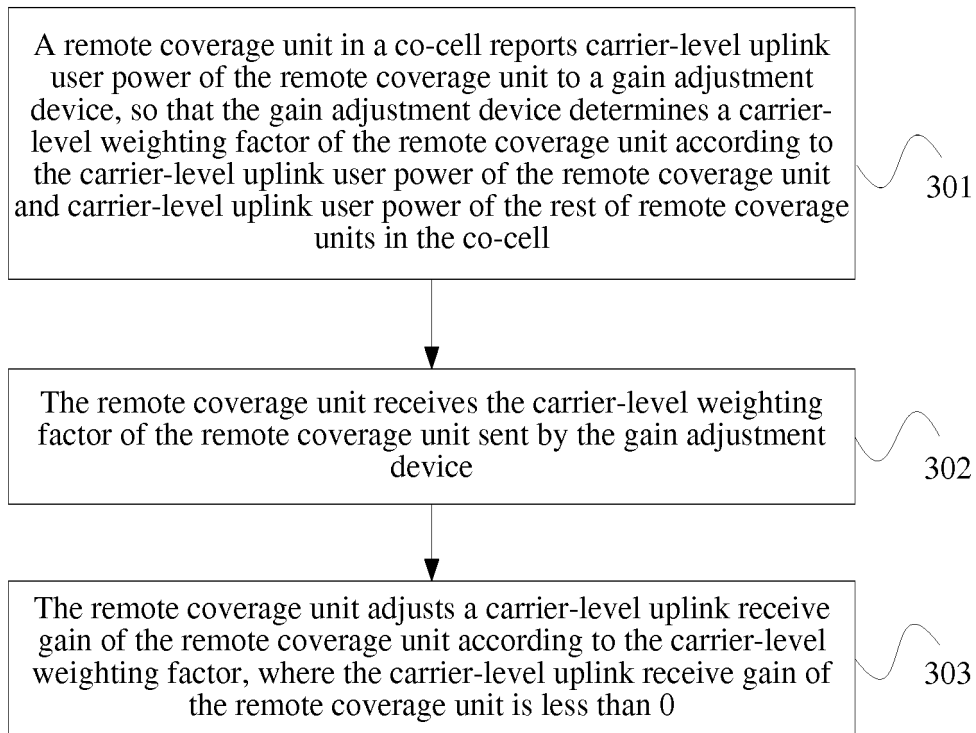 A remote coverage unit in a co-cell reports carrier-level uplink
user power of the remote coverage unit to a gain adjustment
device, so that the gain adjustment device determines a carrier-
level weighting factor of the remote coverage unit according to
the carrier-level uplink user power of the remote coverage unit
and carrier-level uplink user power of the rest of remote coverage
units in the co-cell
301
The remote coverage unit receives the carrier-level weighting
factor of the remote coverage unit sent by the gain adjustment
device
302
The remote coverage unit adjusts a carrier-level uplink receive
gain of the remote coverage unit according to the carrier-level
weighting factor, where the carrier-level uplink receive gain of
the remote coverage unit is less than 0
303